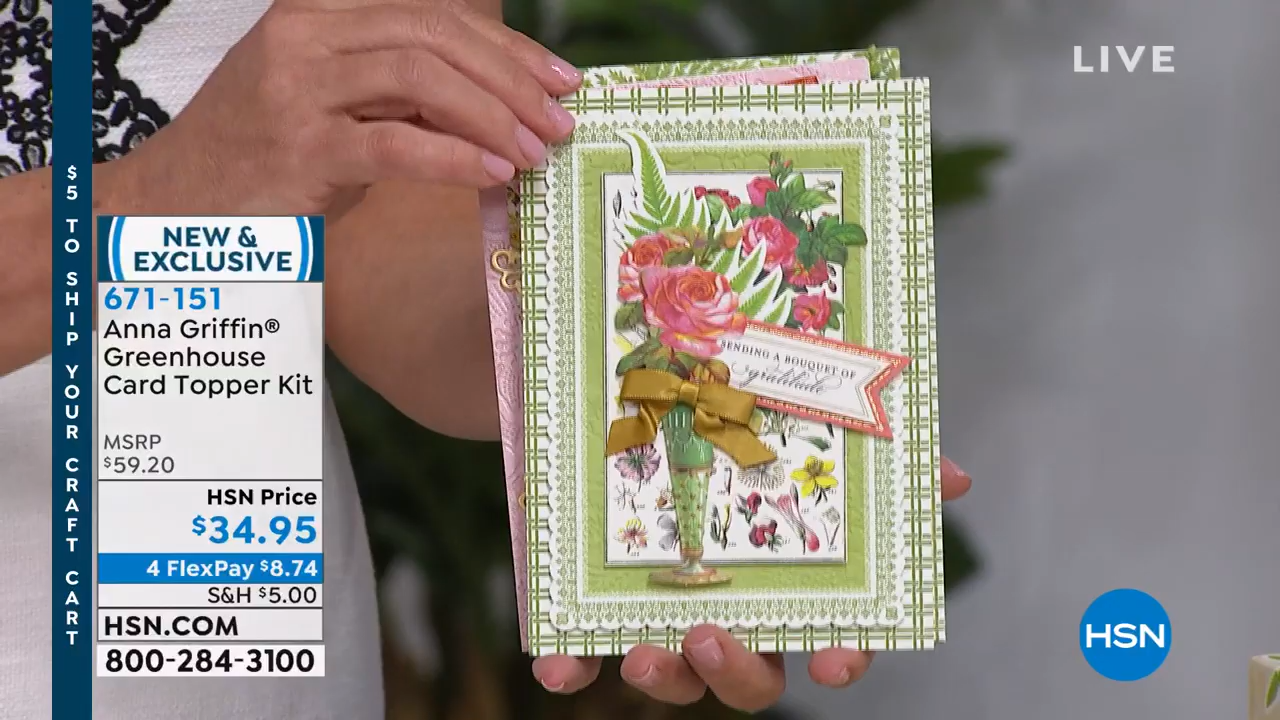 LIVE
$5 TO SHIP YOUR CRAFT CART
NEW &
EXCLUSIVE
671-151
Anna Griffin®
Greenhouse
Card Topper Kit
MSRP
$59.20
HSN Price
$34.95
4 FlexPay $8.74
S&H $5.00
HSN.COM
800-284-3100
SENDING A BOUQUET OF
gratitude
HSN